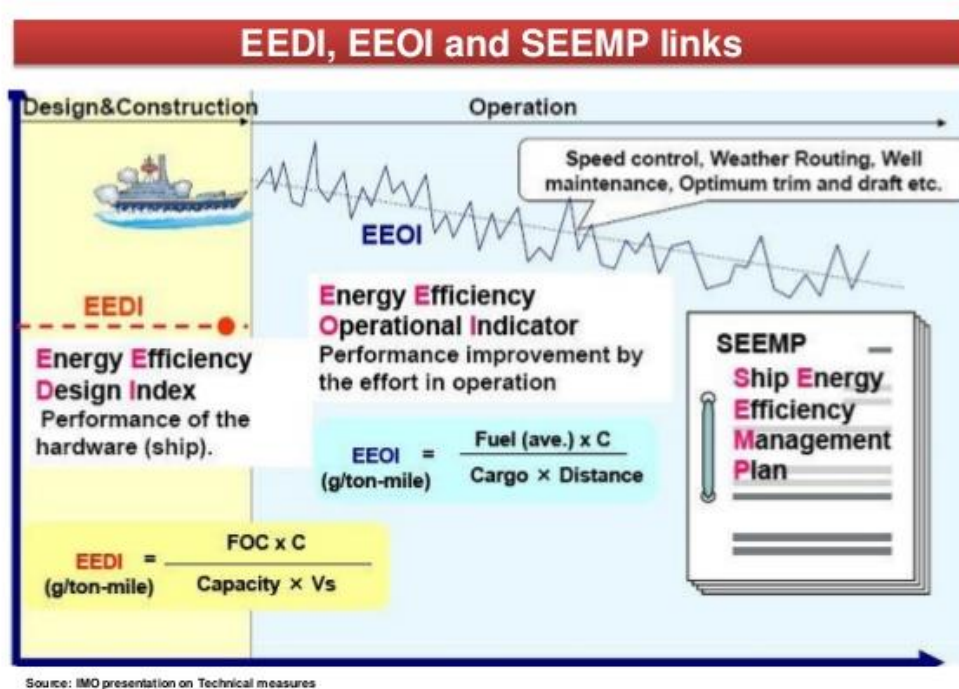 EEDI, EEOI and SEEMP links
Design&Construction
Operation
Speed control, Weather Routing, Well
maintenance, Optimum trim and draft etc.
EEOI
EEDI
Energy Efficiency
Design Index
Performance of the
hardware (ship).
Energy Efficiency
Operational Indicator
Performance improvement by
the effort in operation
SEEMP
Ship Energy
Efficiency
Management
Plan
EEOI = Fuel (ave.) x C
(g/ton-mile) Cargo × Distance
EEDI = FOC x C
(g/ton-mile) Capacity × Vs
Source: IMO presentation on Technical measures